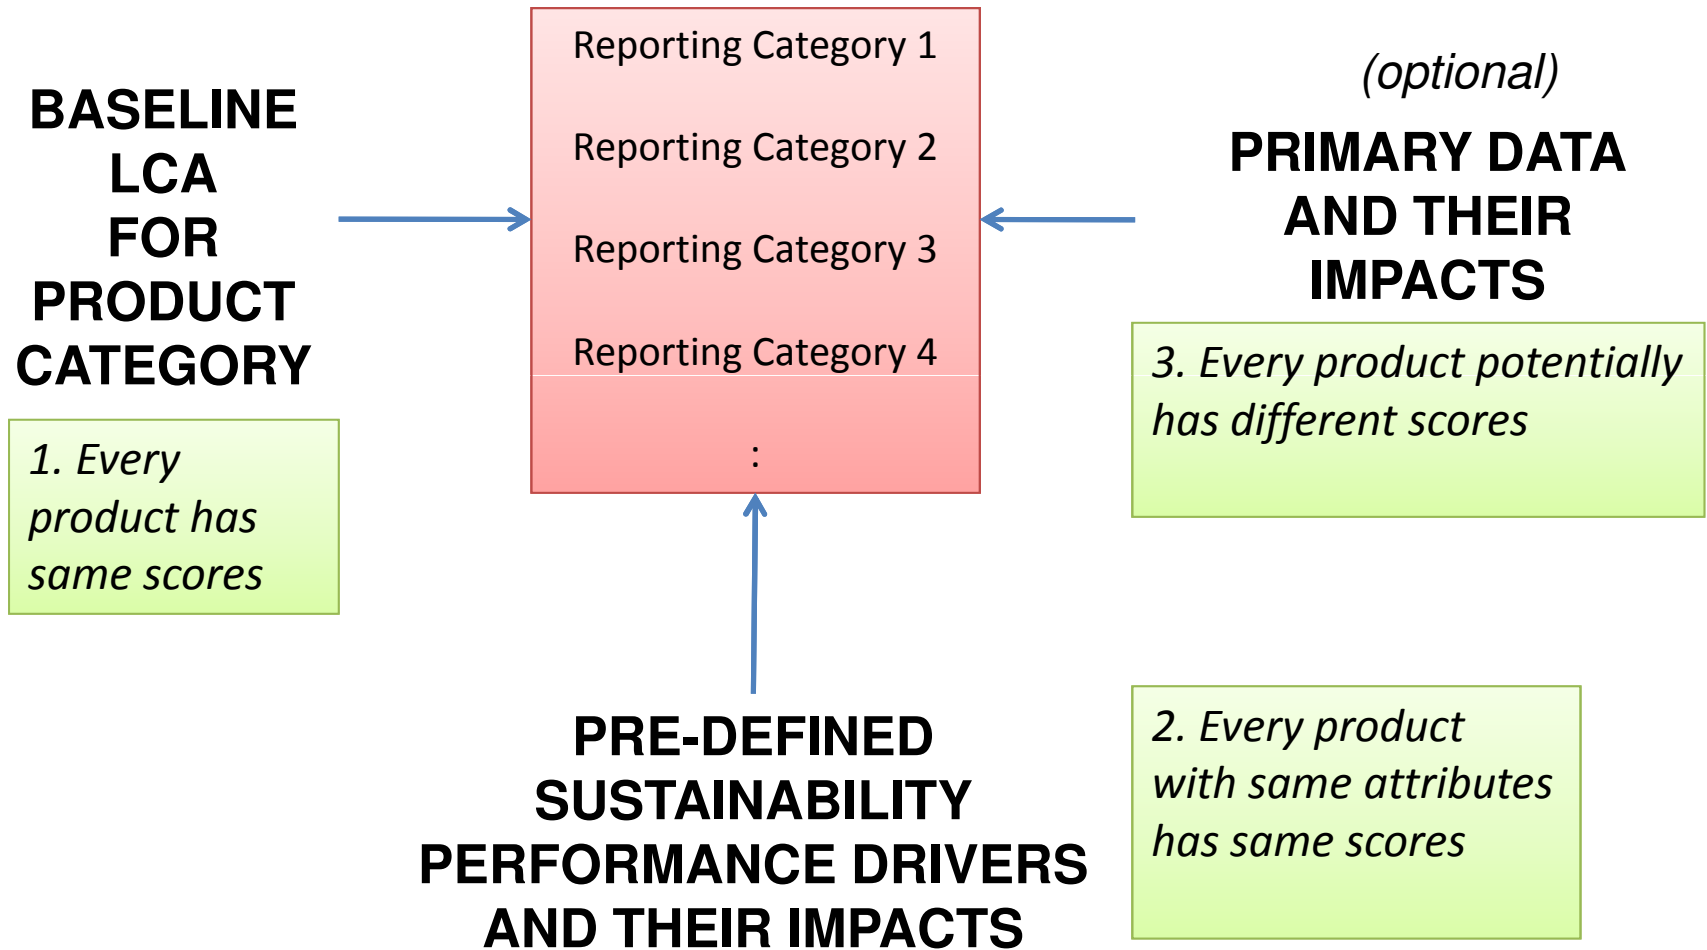 BASELINE
LCA
FOR
PRODUCT
CATEGORY
1. Every
product has
same scores
Reporting Category 1
Reporting Category 2
Reporting Category 3
Reporting Category 4
:
(optional)
PRIMARY DATA
AND THEIR
IMPACTS
3. Every product potentially
has different scores
PRE-DEFINED
SUSTAINABILITY
PERFORMANCE DRIVERS
AND THEIR IMPACTS
2. Every product
with same attributes
has same scores